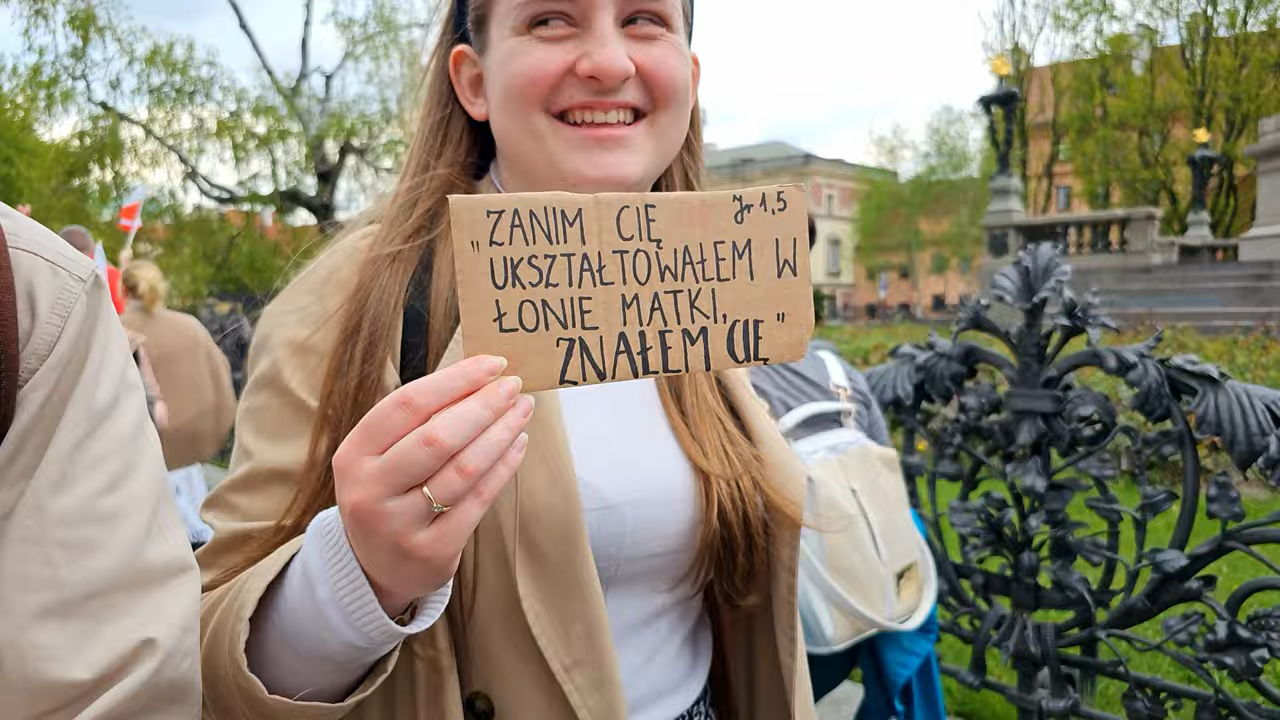 Jr 1,5
„ZANIM CIĘ
UKSZTAŁTOWAŁEM W
ŁONIE MATKI,
ZNAŁEM CIĘ"